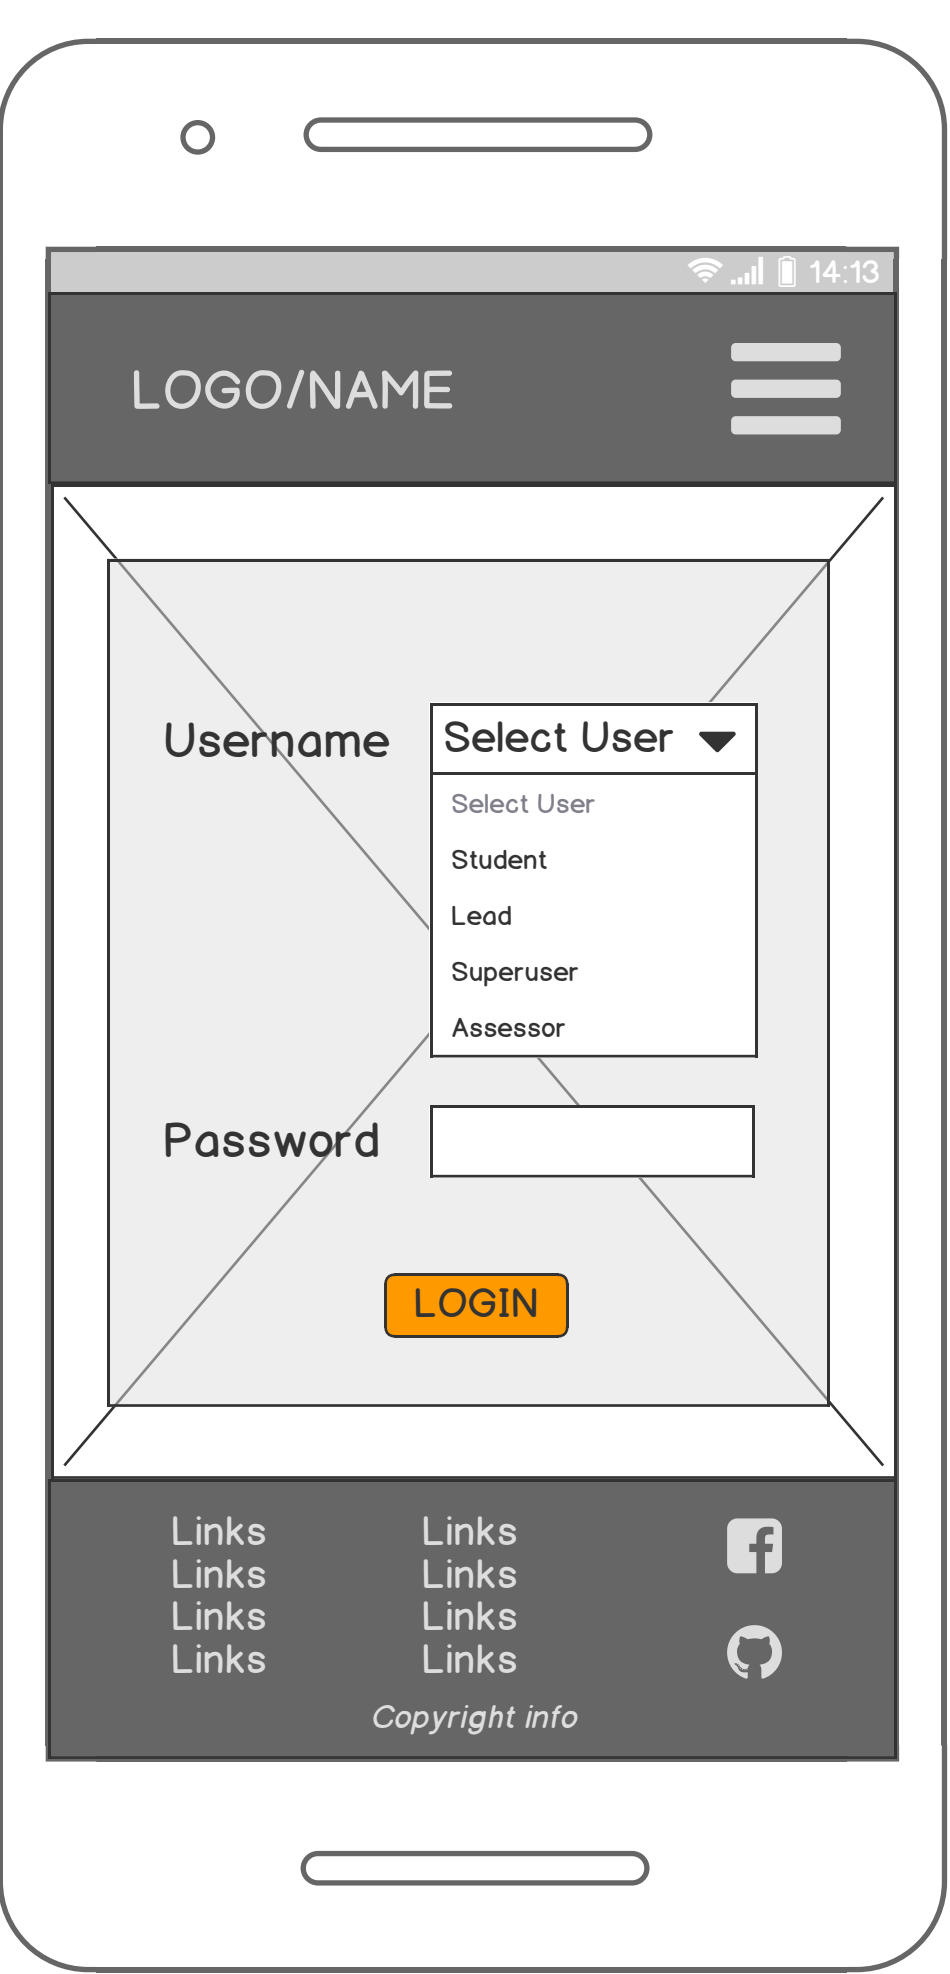 14:13
LOGO/NAME
Username
Select User
Select User
Student
Lead
Superuser
Assessor
Password
LOGIN
Links Links
Links Links
Links Links
Links Links
Copyright info